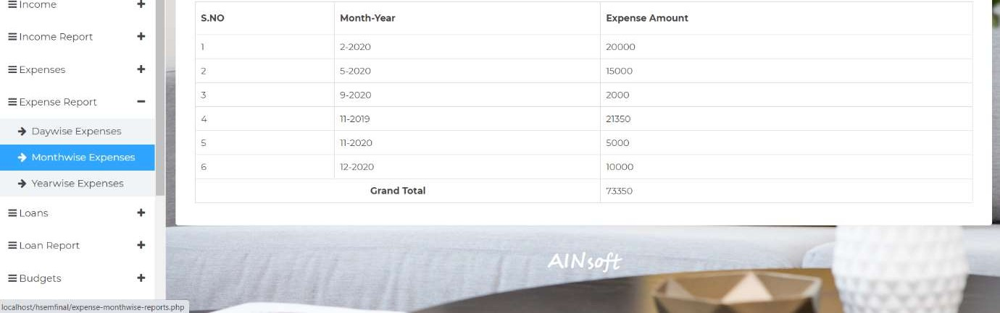 Income
Income Report
Expenses
Expense Report
Daywise Expenses
Monthwise Expenses
Yearwise Expenses
Loans
Loan Report
Budgets
localhost/hsemfinal/expense-monthwise-reports.php
S.NO Month-Year Expense Amount
1 2-2020 20000
2 5-2020 15000
3 9-2020 2000
4 11-2019 21350
5 11-2020 5000
6 12-2020 10000
Grand Total 73350
AINsoft